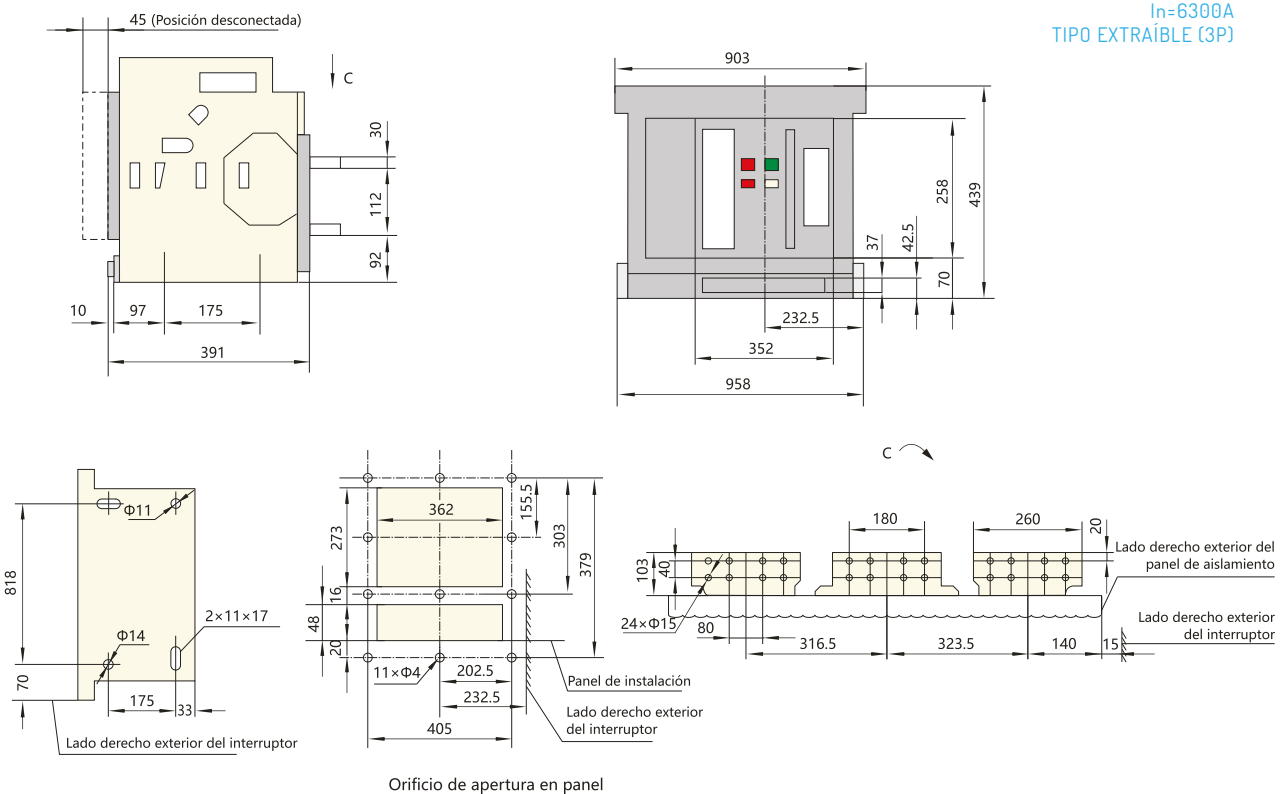 In=6300A
TIPO EXTRAÍBLE (3P)
45 (Posición desconectada)
C
30
112
92
10
97
175
391
903
258
439
37
42.5
70
232.5
352
958
818
70
Φ11
Φ14
2×11×17
175
33
Lado derecho exterior del interruptor
362
273
16
48
20
155.5
303
379
11×Φ4
202.5
232.5
405
Panel de instalación
Lado derecho exterior
del interruptor
Orificio de apertura en panel
C
180
260
20
103
40
24×Φ15
80
316.5
323.5
140
15
Lado derecho exterior del
panel de aislamiento
Lado derecho exterior
del interruptor